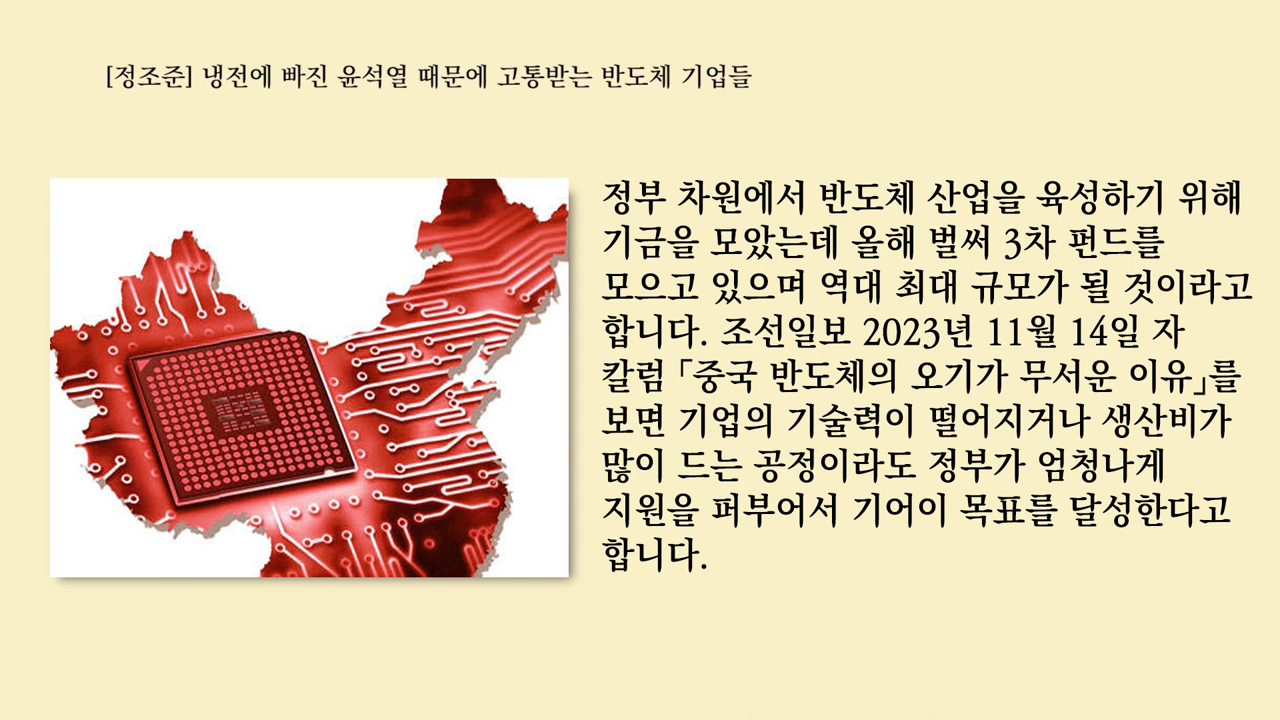 [정조준] 냉전에 빠진 윤석열 때문에 고통받는 반도체 기업들
정부 차원에서 반도체 산업을 육성하기 위해
기금을 모았는데 올해 벌써 3차 펀드를
모으고 있으며 역대 최대 규모가 될 것이라고
합니다. 조선일보 2023년 11월 14일 자
칼럼 「중국 반도체의 오기가 무서운 이유」를
보면 기업의 기술력이 떨어지거나 생산비가
많이 드는 공정이라도 정부가 엄청나게
지원을 퍼부어서 기어이 목표를 달성한다고
합니다.